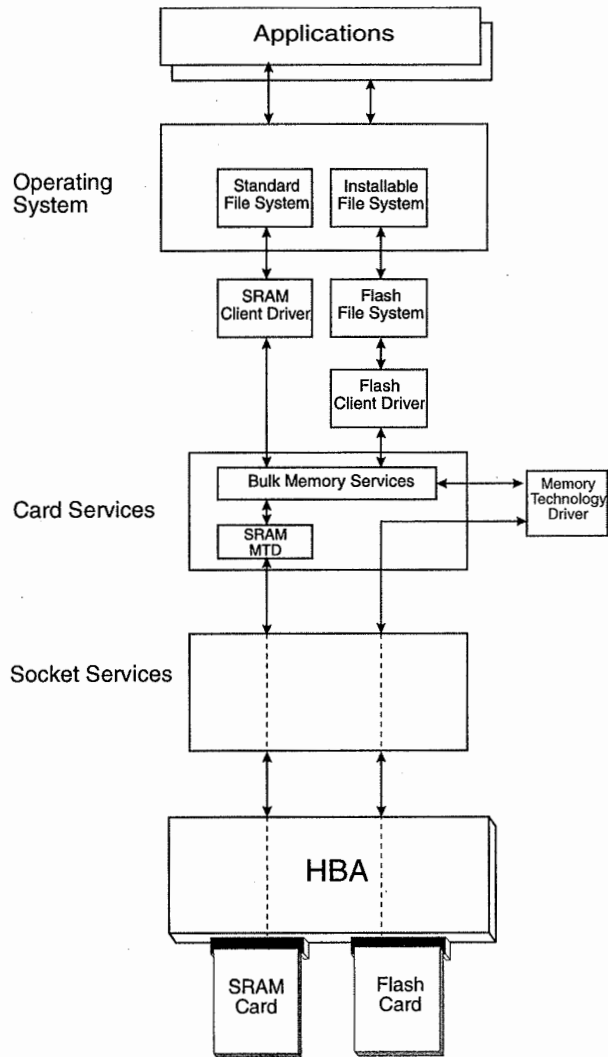 Applications
Operating
System
Standard
File System
Installable
File System
SRAM
Client Driver
Flash
File System
Flash
Client Driver
Card Services
Bulk Memory Services
SRAM
MTD
Memory
Technology
Driver
Socket Services
HBA
SRAM
Card
Flash
Card